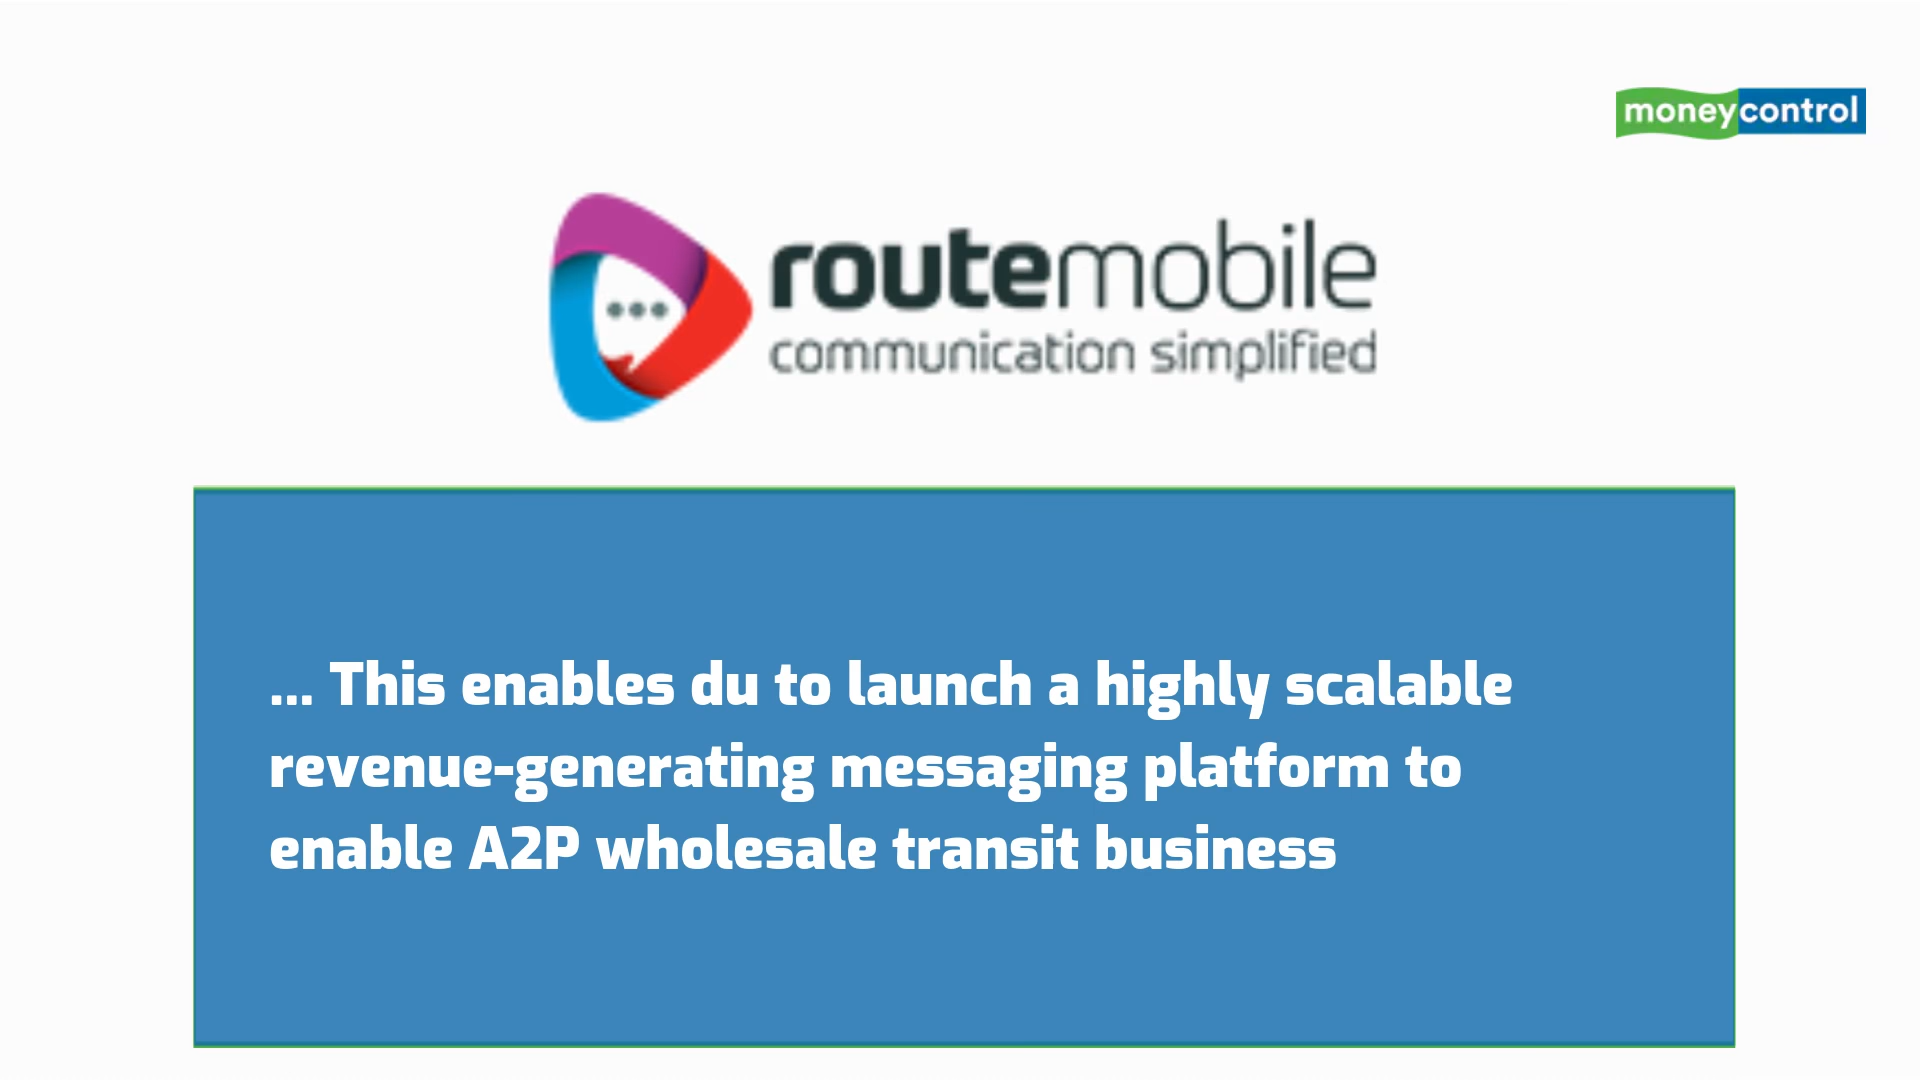 moneycontrol
routemobile
communication simplified
... This enables du to launch a highly scalable
revenue-generating messaging platform to
enable A2P wholesale transit business